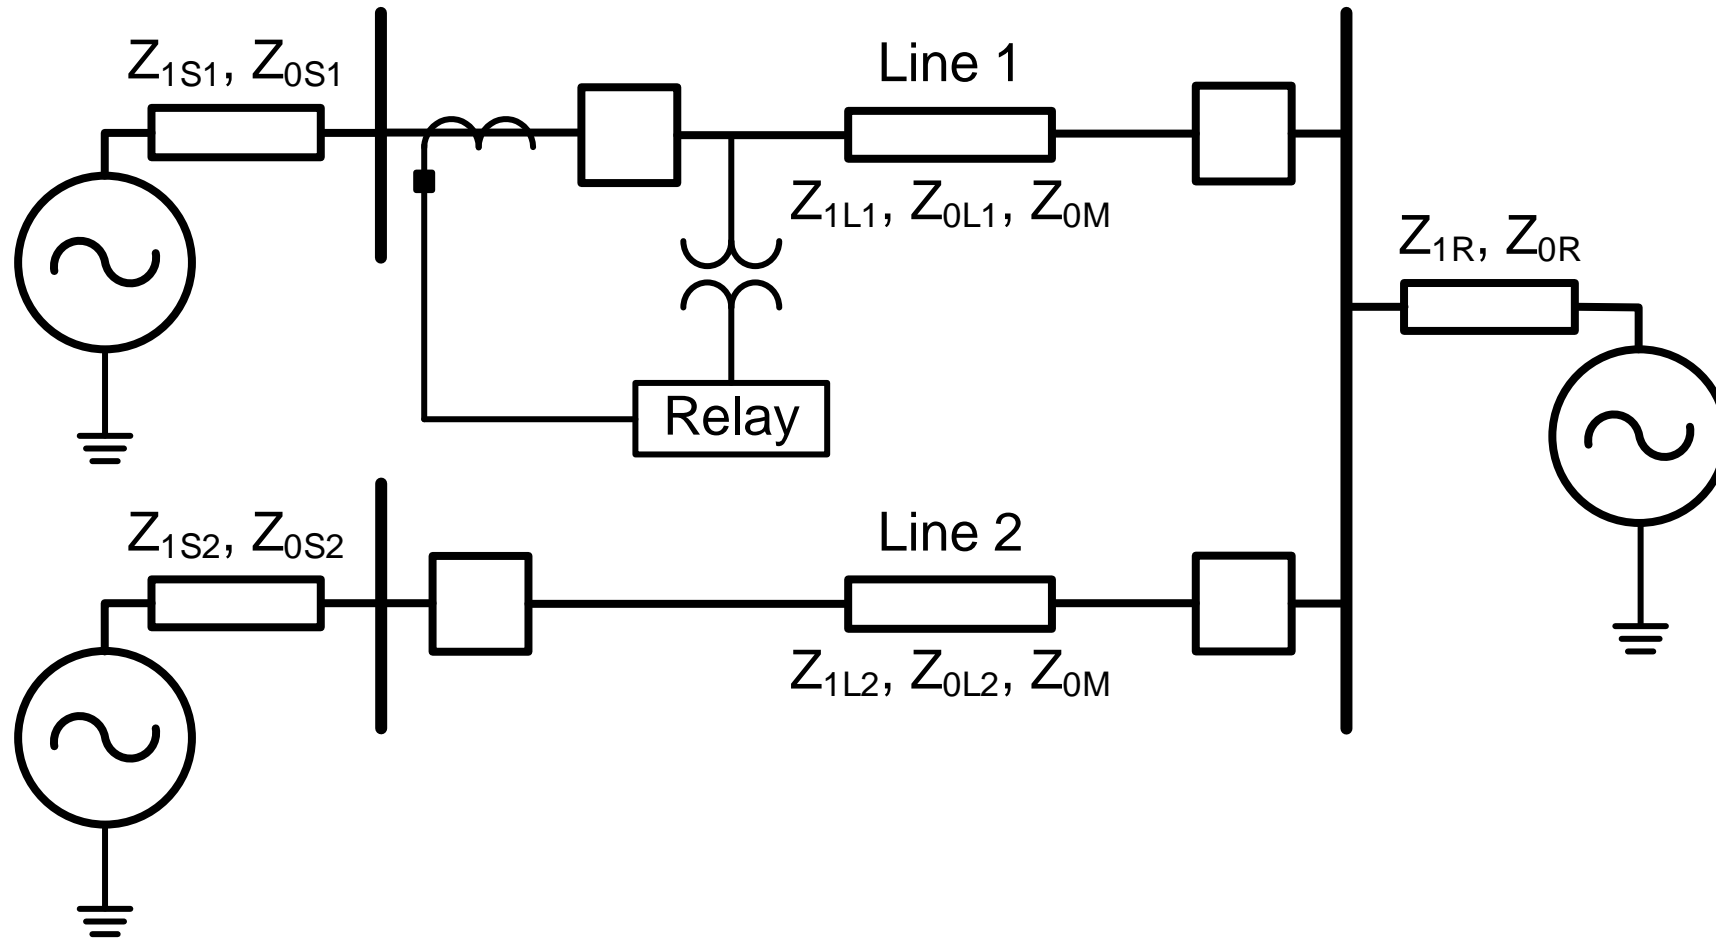 Z1S1, Z0S1
Line 1
Z1L1, Z0L1, Z0M
Z1R, Z0R
Relay
Z1S2, Z0S2
Line 2
Z1L2, Z0L2, Z0M